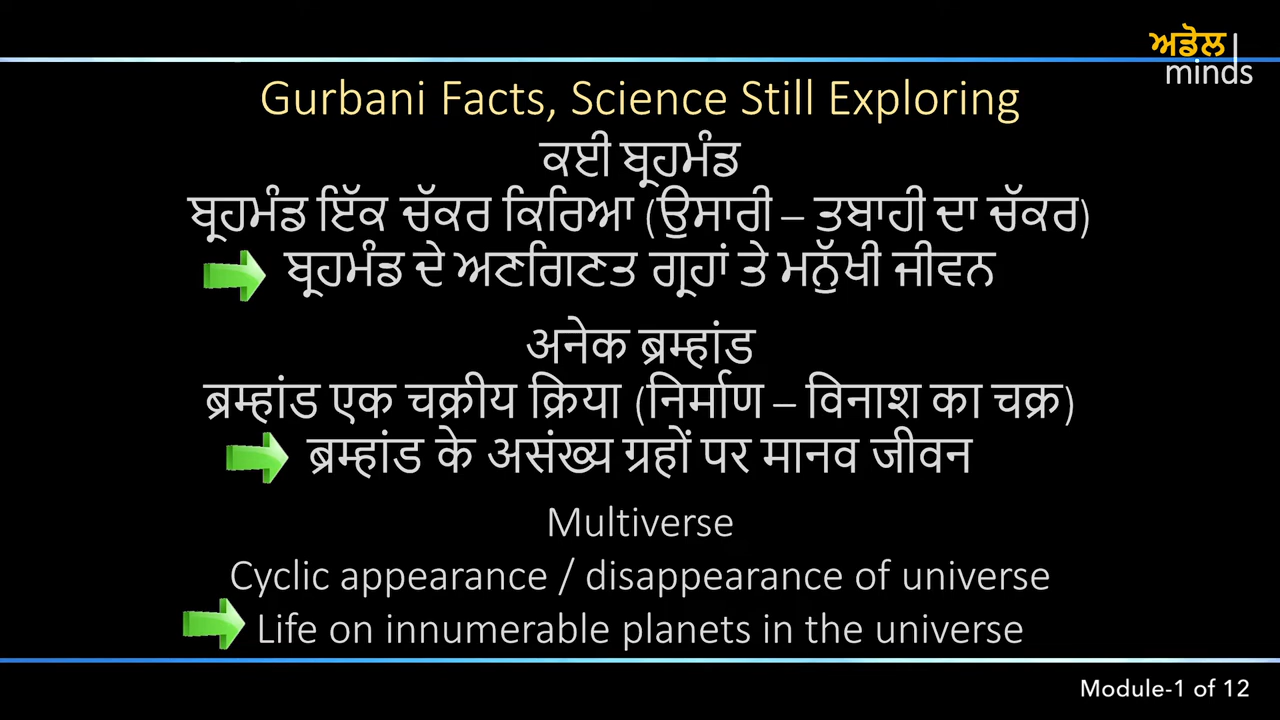 ਅਡੋਲ
minds
Gurbani Facts, Science Still Exploring
ਕਈ ਬ੍ਰਹਮੰਡ
ਬ੍ਰਹਮੰਡ ਇੱਕ ਚੱਕਰ ਕਿਰਿਆ (ਉਸਾਰੀ – ਤਬਾਹੀ ਦਾ ਚੱਕਰ)
ਬ੍ਰਹਮੰਡ ਦੇ ਅਣਗਿਣਤ ਗ੍ਰਹਾਂ ਤੇ ਮਨੁੱਖੀ ਜੀਵਨ
अनेक ब्रम्हांड
ब्रम्हांड एक चक्रीय क्रिया (निर्माण – विनाश का चक्र)
ब्रम्हांड के असंख्य ग्रहों पर मानव जीवन
Multiverse
Cyclic appearance / disappearance of universe
Life on innumerable planets in the universe
Module-1 of 12